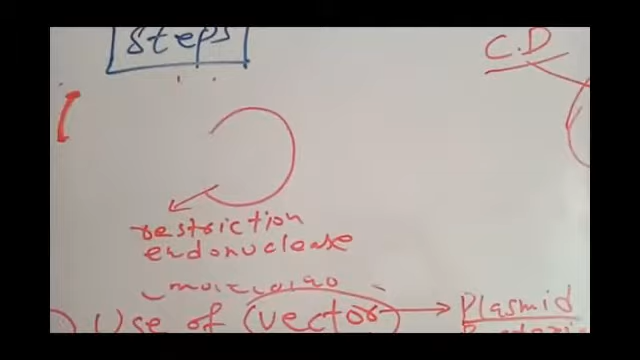 Steps
C.D
restriction
endonuclease
) Use of (vector) → Plasmid